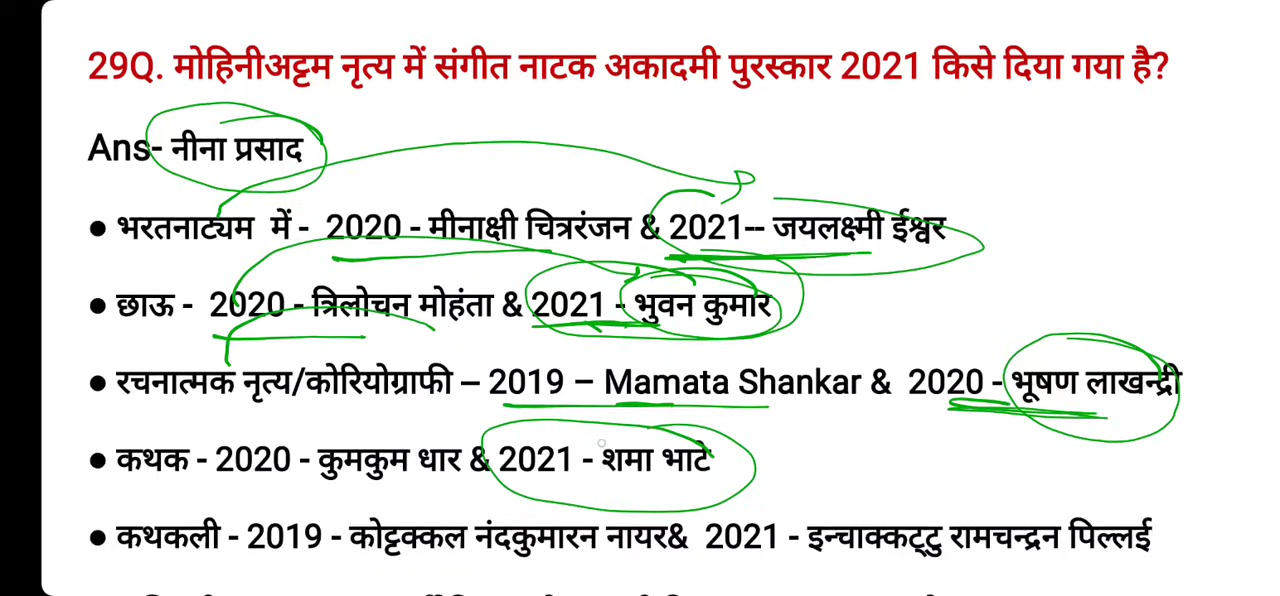 29Q. मोहिनीअट्टम नृत्य में संगीत नाटक अकादमी पुरस्कार 2021 किसे दिया गया है?
Ans- नीना प्रसाद
● भरतनाट्यम में - 2020 - मीनाक्षी चित्ररंजन & 2021-- जयलक्ष्मी ईश्वर
● छाऊ - 2020 - त्रिलोचन मोहंता & 2021 - भुवन कुमार
● रचनात्मक नृत्य/कोरियोग्राफी – 2019 – Mamata Shankar & 2020 - भूषण लाखन्द्री
● कथक - 2020 - कुमकुम धार & 2021 - शमा भाटे
● कथकली - 2019 - कोट्टक्कल नंदकुमारन नायर& 2021 - इन्चाक्कट्टु रामचन्द्रन पिल्लई